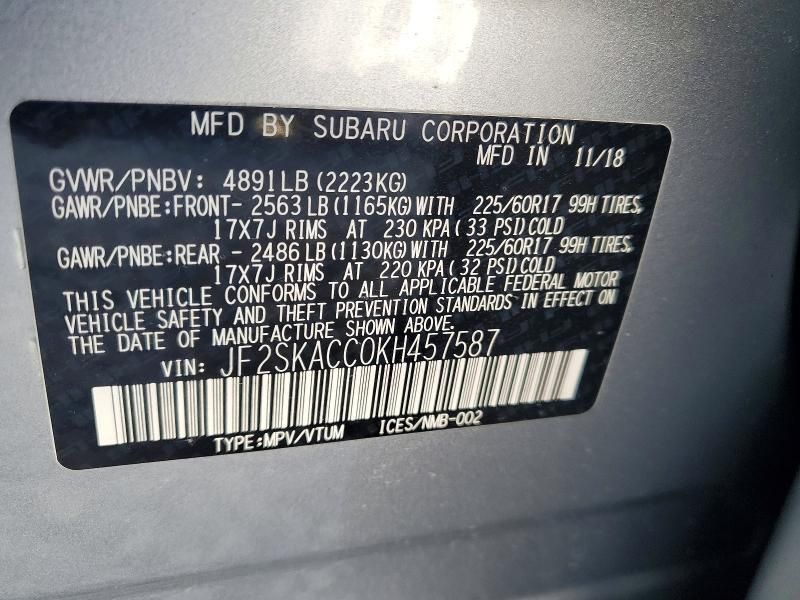 MFD BY SUBARU CORPORATION
MFD IN 11/18
GVWR/PNBV: 4891LB (2223KG)
GAWR/PNBE:FRONT- 2563 LB (1165KG) WITH 225/60R17 99H TIRES,
17X7J RIMS AT 230 KPA ( 33 PSI) COLD
GAWR/PNBE:REAR - 2486 LB (1130KG) WITH 225/60R17 99H TIRES,
17X7J RIMS AT 220 KPA ( 32 PSI) COLD
THIS VEHICLE CONFORMS TO ALL APPLICABLE FEDERAL MOTOR
VEHICLE SAFETY AND THEFT PREVENTION STANDARDS IN EFFECT ON
THE DATE OF MANUFACTURE SHOWN ABOVE.
VIN: JF2SKACC0KH457587
TYPE:MPV/VTUM ICES/NMB-002